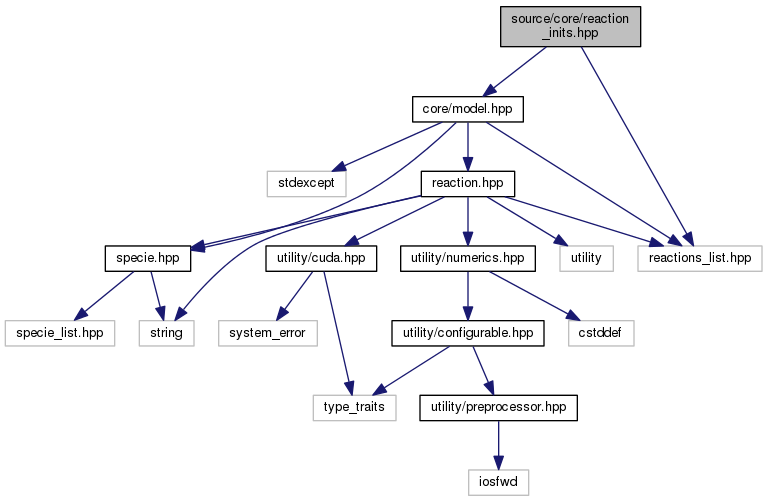 source/core/reaction
_inits.hpp
core/model.hpp
stdexcept
reaction.hpp
specie.hpp
utility/cuda.hpp
utility/numerics.hpp
utility
reactions_list.hpp
specie_list.hpp
string
system_error
utility/configurable.hpp
cstddef
type_traits
utility/preprocessor.hpp
iosfwd